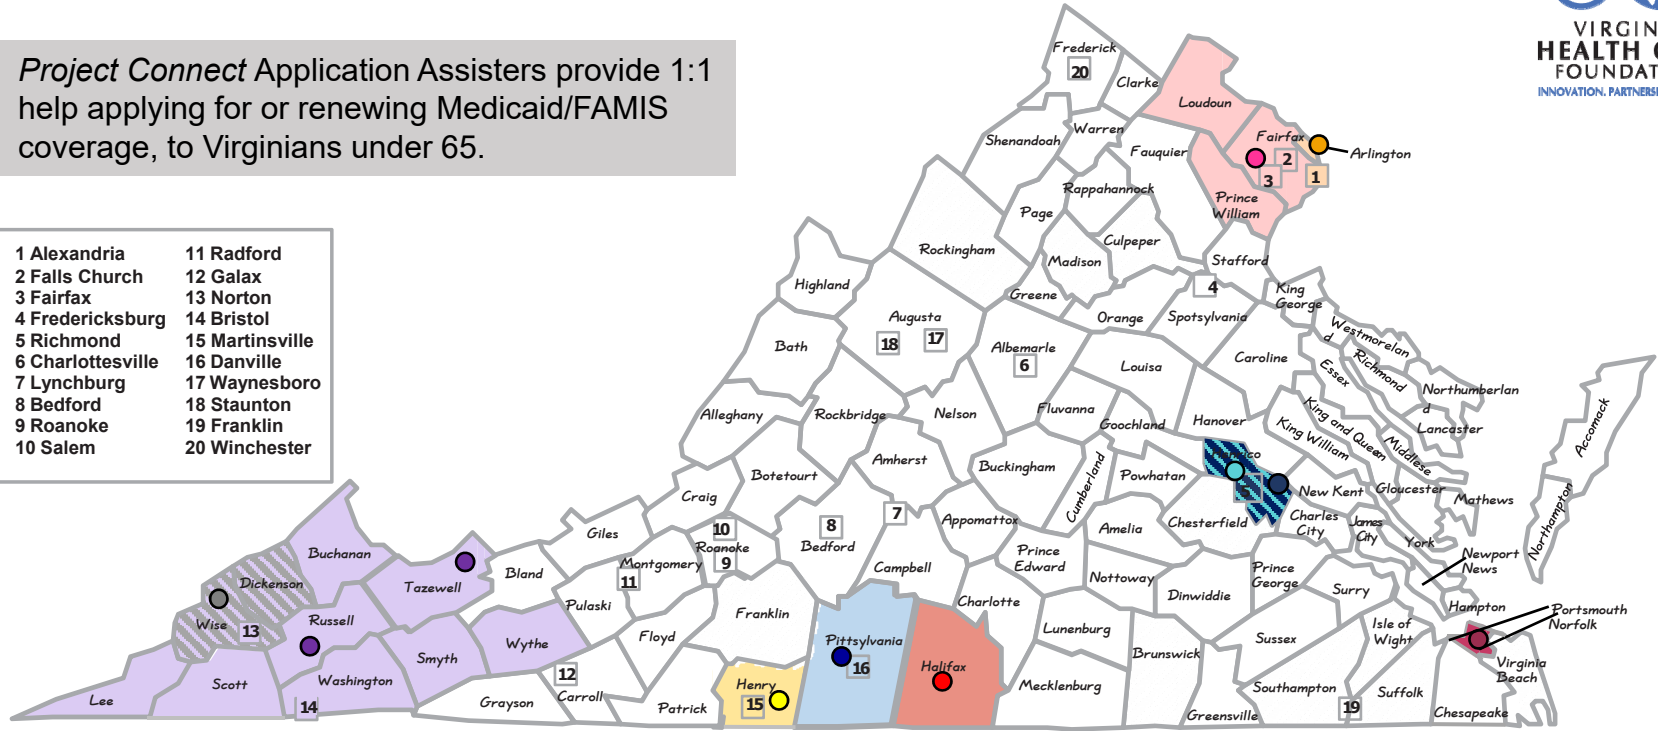 Project Connect Application Assisters provide 1:1
help applying for or renewing Medicaid/FAMIS
coverage, to Virginians under 65.
VIRGIN
HEALTH
FOUNDAT
INNOVATION. PARTNERS
1 Alexandria 11 Radford
2 Falls Church 12 Galax
3 Fairfax 13 Norton
4 Fredericksburg 14 Bristol
5 Richmond 15 Martinsville
6 Charlottesville 16 Danville
7 Lynchburg 17 Waynesboro
8 Bedford 18 Staunton
9 Roanoke 19 Franklin
10 Salem 20 Winchester
Frederick
20
Clarke
Loudoun
Warren
Shenandoah
Fauquier
Fairfax
2
3
1
Arlington
Rappahannock
Prince
William
Page
Culpeper
Rockingham
Madison
Stafford
Highland
Greene
4
King
George
Orange
Spotsylvania
Augusta
18
17
Bath
Albemarle
6
Louisa
Caroline
Westmorelan
d
Essex
Richmond
Northumberlan
d
Lancaster
Alleghany
Rockbridge
Nelson
Fluvanna
Goochland
Hanover
King and Queen
King William
Middlese
x
Accomack
Amherst
Buckingham
Cumberland
Powhatan
Botetourt
Craig
New Kent
Gloucester
Mathews
Northampton
Giles
10
Roanoke
9
8
Bedford
7
Appomattox
Amelia
Chesterfield
Charles
City
James
City
York
Newport
News
Buchanan
Dickenson
Tazewell
Bland
Montgomery
11
Pulaski
Campbell
Prince
Edward
Nottoway
Dinwiddie
Prince
George
Surry
Hampton
Portsmouth
Norfolk
Wise
13
Russell
Wythe
Floyd
Franklin
Charlotte
Lunenburg
Sussex
Isle of
Wight
Pittsylvania
16
Halifax
Brunswick
Virginia
Beach
Lee
Scott
Washington
14
Smyth
12
Grayson
Carroll
Patrick
Henry
15
Mecklenburg
Greensville
Southampton
19
Suffolk
Chesapeake